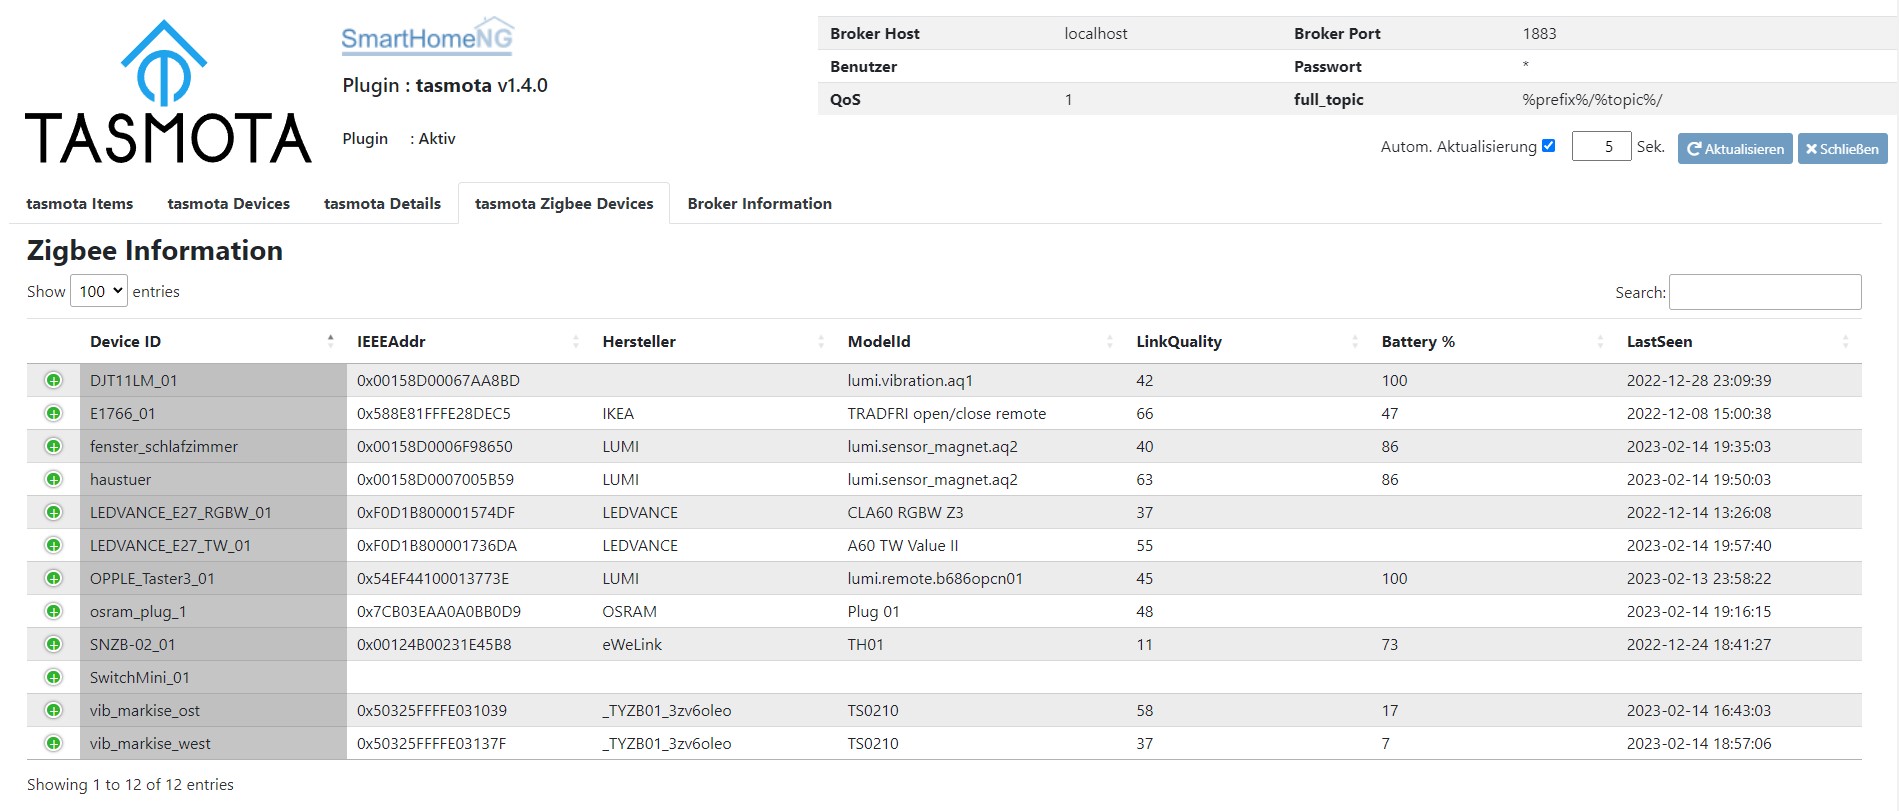 TASMOTA
SmartHomeNG
Plugin : tasmota v1.4.0
Plugin : Aktiv
Broker Host localhost Broker Port 1883
Benutzer Passwort *
QoS 1 full_topic %prefix%/%topic%/
Autom. Aktualisierung 5 Sek. Aktualisieren Schließen
tasmota Items tasmota Devices tasmota Details tasmota Zigbee Devices Broker Information
Zigbee Information
Show 100 entries Search:
Device ID IEEEAddr Hersteller ModelId LinkQuality Battery % LastSeen
DJT11LM_01 0x00158D00067AA8BD lumi.vibration.aq1 42 100 2022-12-28 23:09:39
E1766_01 0x588E81FFFE28DEC5 IKEA TRADFRI open/close remote 66 47 2022-12-08 15:00:38
fenster_schlafzimmer 0x00158D0006F98650 LUMI lumi.sensor_magnet.aq2 40 86 2023-02-14 19:35:03
haustuer 0x00158D0007005B59 LUMI lumi.sensor_magnet.aq2 63 86 2023-02-14 19:50:03
LEDVANCE_E27_RGBW_01 0xF0D1B800001574DF LEDVANCE CLA60 RGBW Z3 37 2022-12-14 13:26:08
LEDVANCE_E27_TW_01 0xF0D1B800001736DA LEDVANCE A60 TW Value II 55 2023-02-14 19:57:40
OPPLE_Taster3_01 0x54EF44100013773E LUMI lumi.remote.b686opcn01 45 100 2023-02-13 23:58:22
osram_plug_1 0x7CB03EAA0A0BB0D9 OSRAM Plug 01 48 2023-02-14 19:16:15
SNZB-02_01 0x00124B00231E45B8 eWeLink TH01 11 73 2022-12-24 18:41:27
SwitchMini_01
vib_markise_ost 0x50325FFFFE031039 _TYZB01_3zv6oleo TS0210 58 17 2023-02-14 16:43:03
vib_markise_west 0x50325FFFFE03137F _TYZB01_3zv6oleo TS0210 37 7 2023-02-14 18:57:06
Showing 1 to 12 of 12 entries